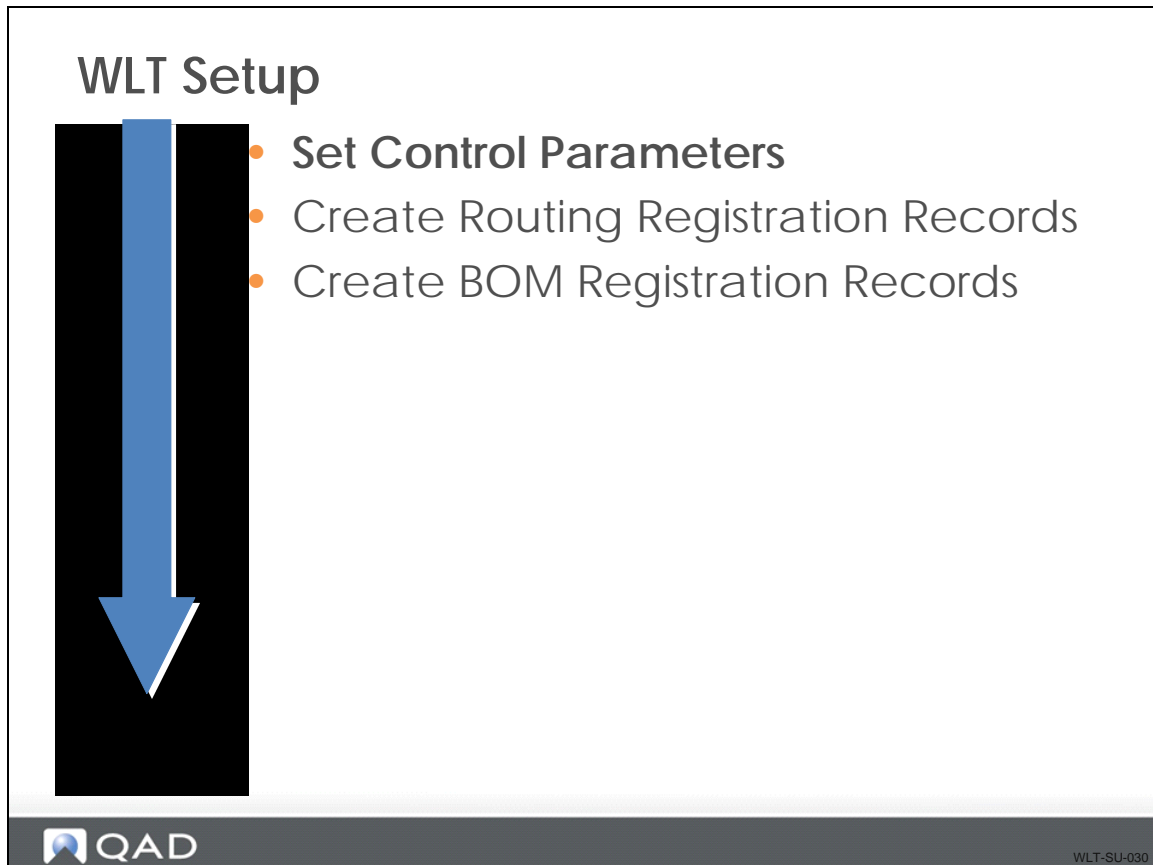 WLT Setup
• Set Control Parameters
• Create Routing Registration Records
• Create BOM Registration Records
QAD
WLT-SU-030